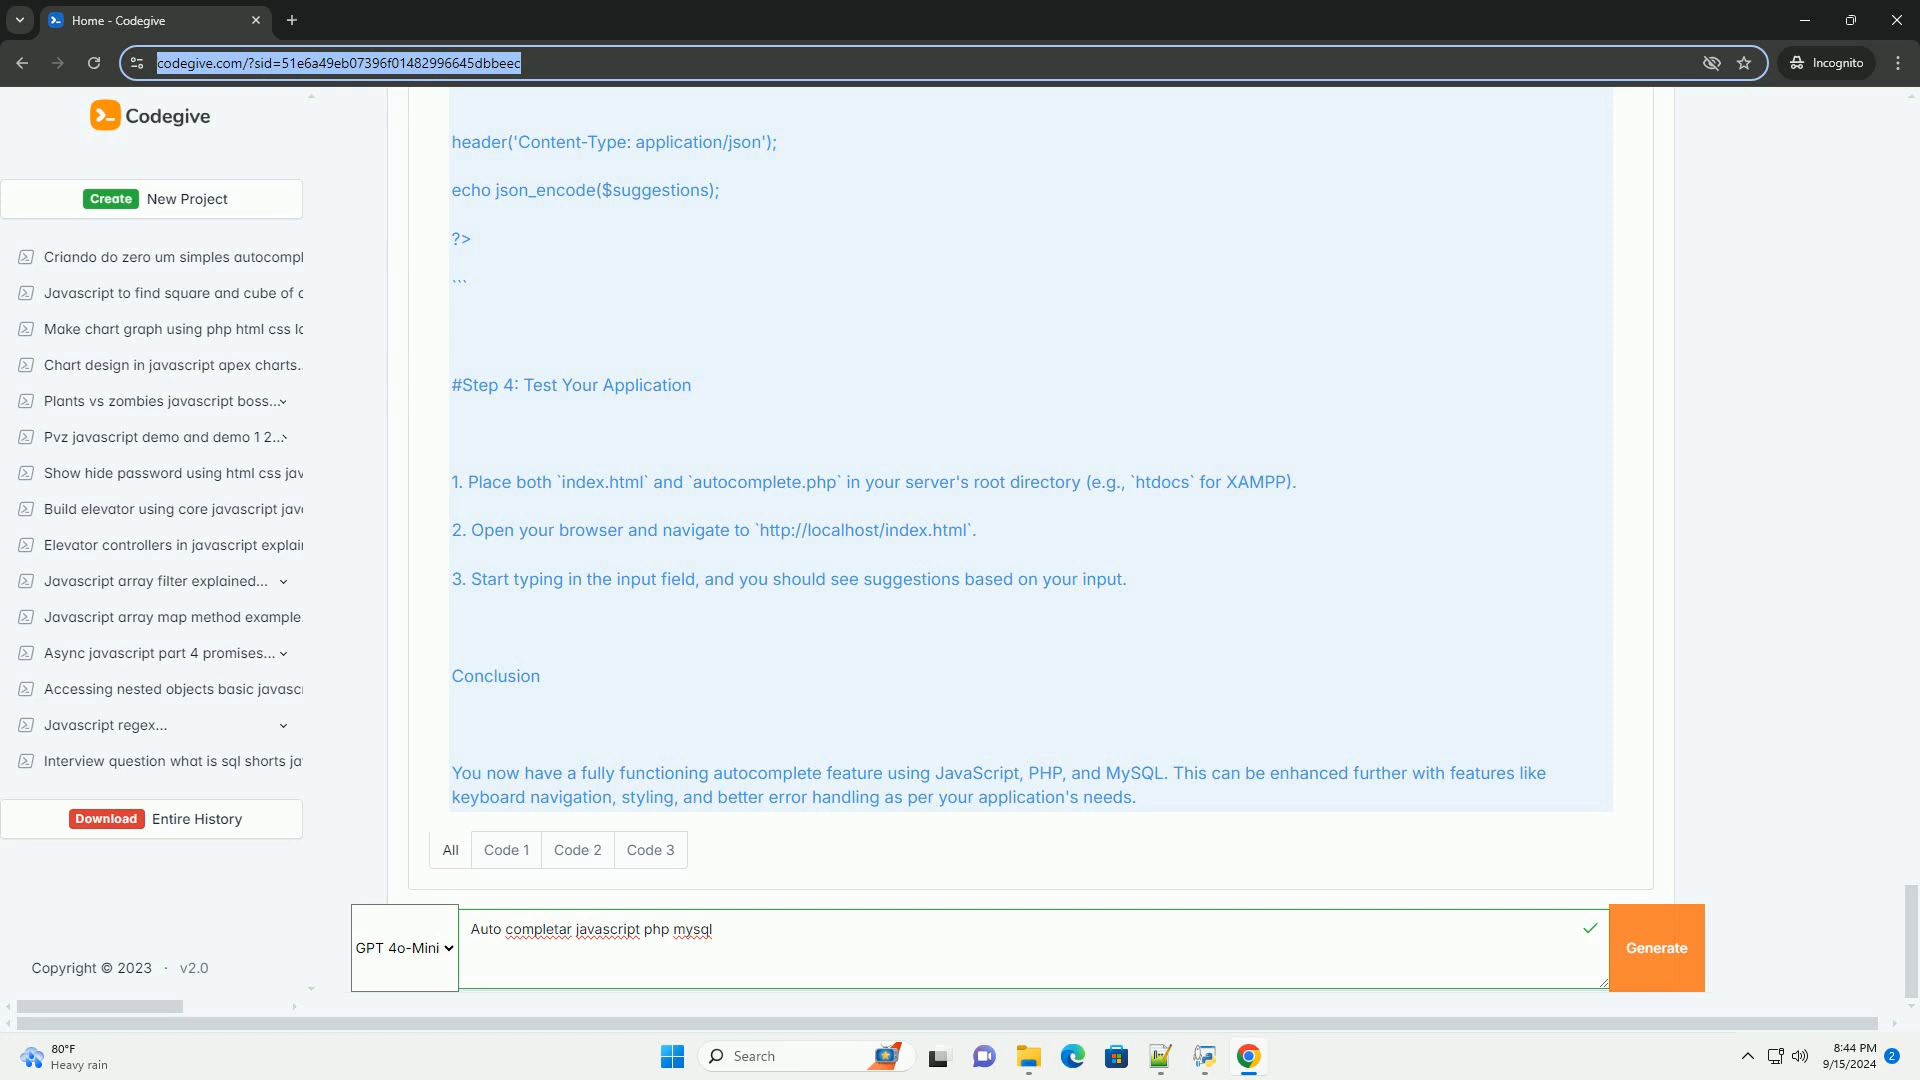 Home - Codegive
codegive.com/?sid=51e6a49eb07396f01482996645dbbeec
Incognito
Codegive
Create New Project
Criando do zero um simples autocompl
Javascript to find square and cube of
Make chart graph using php html css
Chart design in javascript apex charts..
Plants vs zombies javascript boss...
Pvz javascript demo and demo 1 2...
Show hide password using html css jav
Build elevator using core javascript
Elevator controllers in javascript explai
Javascript array filter explained...
Javascript array map method example.
Async javascript part 4 promises...
Accessing nested objects basic javasc
Javascript regex...
Interview question what is sql shorts ja
Download Entire History
Copyright © 2023 · v2.0
header('Content-Type: application/json');
echo json_encode($suggestions);
?>
```
#Step 4: Test Your Application
1. Place both `index.html` and `autocomplete.php` in your server's root directory (e.g., `htdocs` for XAMPP).
2. Open your browser and navigate to `http://localhost/index.html`.
3. Start typing in the input field, and you should see suggestions based on your input.
Conclusion
You now have a fully functioning autocomplete feature using JavaScript, PHP, and MySQL. This can be enhanced further with features like
keyboard navigation, styling, and better error handling as per your application's needs.
All Code 1 Code 2 Code 3
GPT 4o-Mini
Auto completar javascript php mysql
Generate
80°F
Heavy rain
Search
8:44 PM
9/15/2024
2